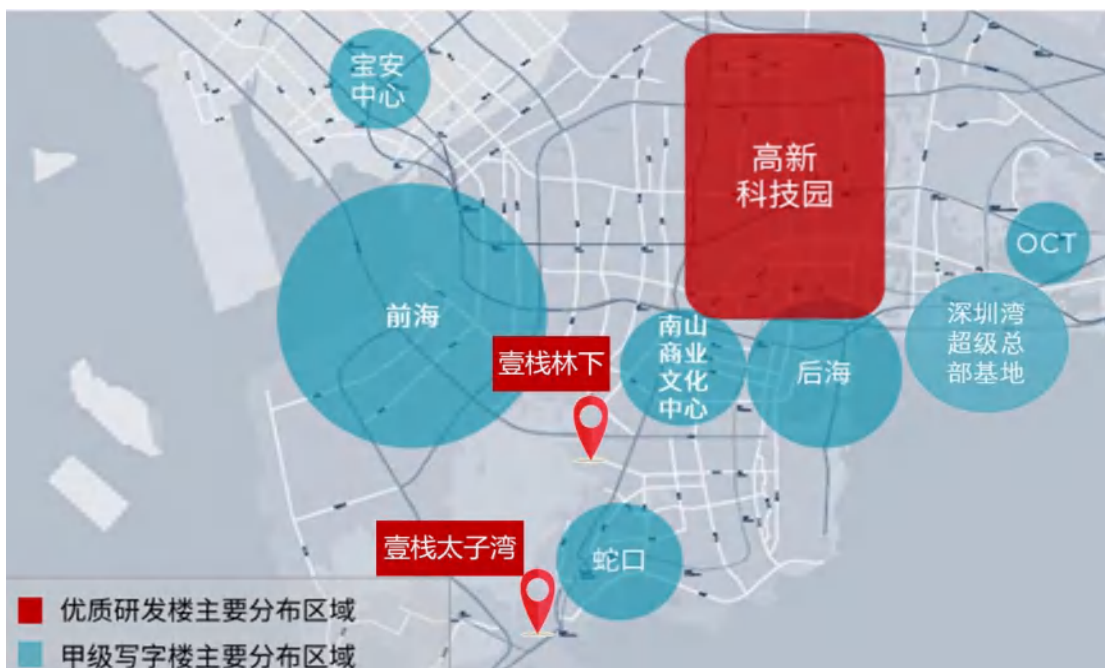 宝安
中心
高新
科技园
OCT
前海
南山
商业
文化
中心
后海
深圳湾
超级总
部基地
壹栈林下
壹栈太子湾
蛇口
优质研发楼主要分布区域
甲级写字楼主要分布区域